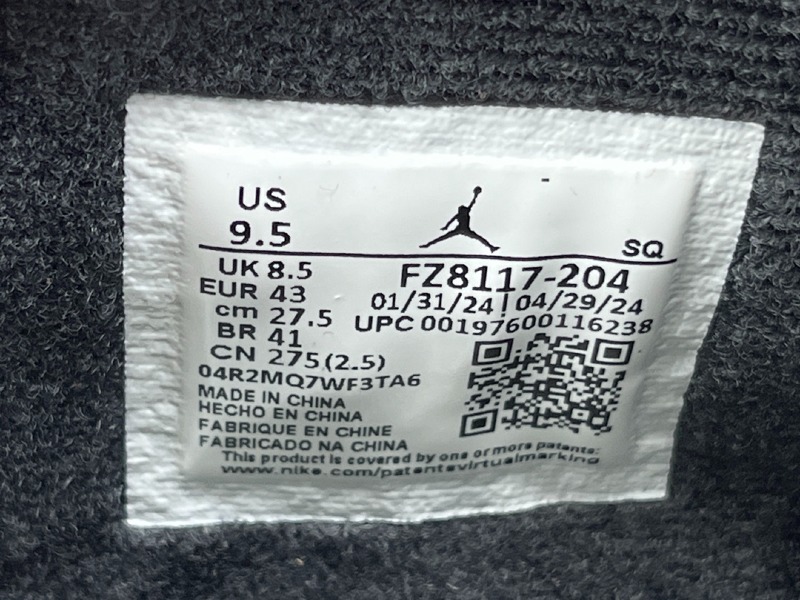 US
9.5
SQ
UK 8.5
EUR 43
cm 27.5
BR 41
CN 275(2.5)
FZ8117-204
01/31/24 | 04/29/24
UPC 00197600116238
04R2MQ7WF3TA6
MADE IN CHINA
HECHO EN CHINA
FABRIQUE EN CHINE
FABRICADO NA CHINA
This product is covered by one or more patents:
www.nike.com/patentsvirtualmarking